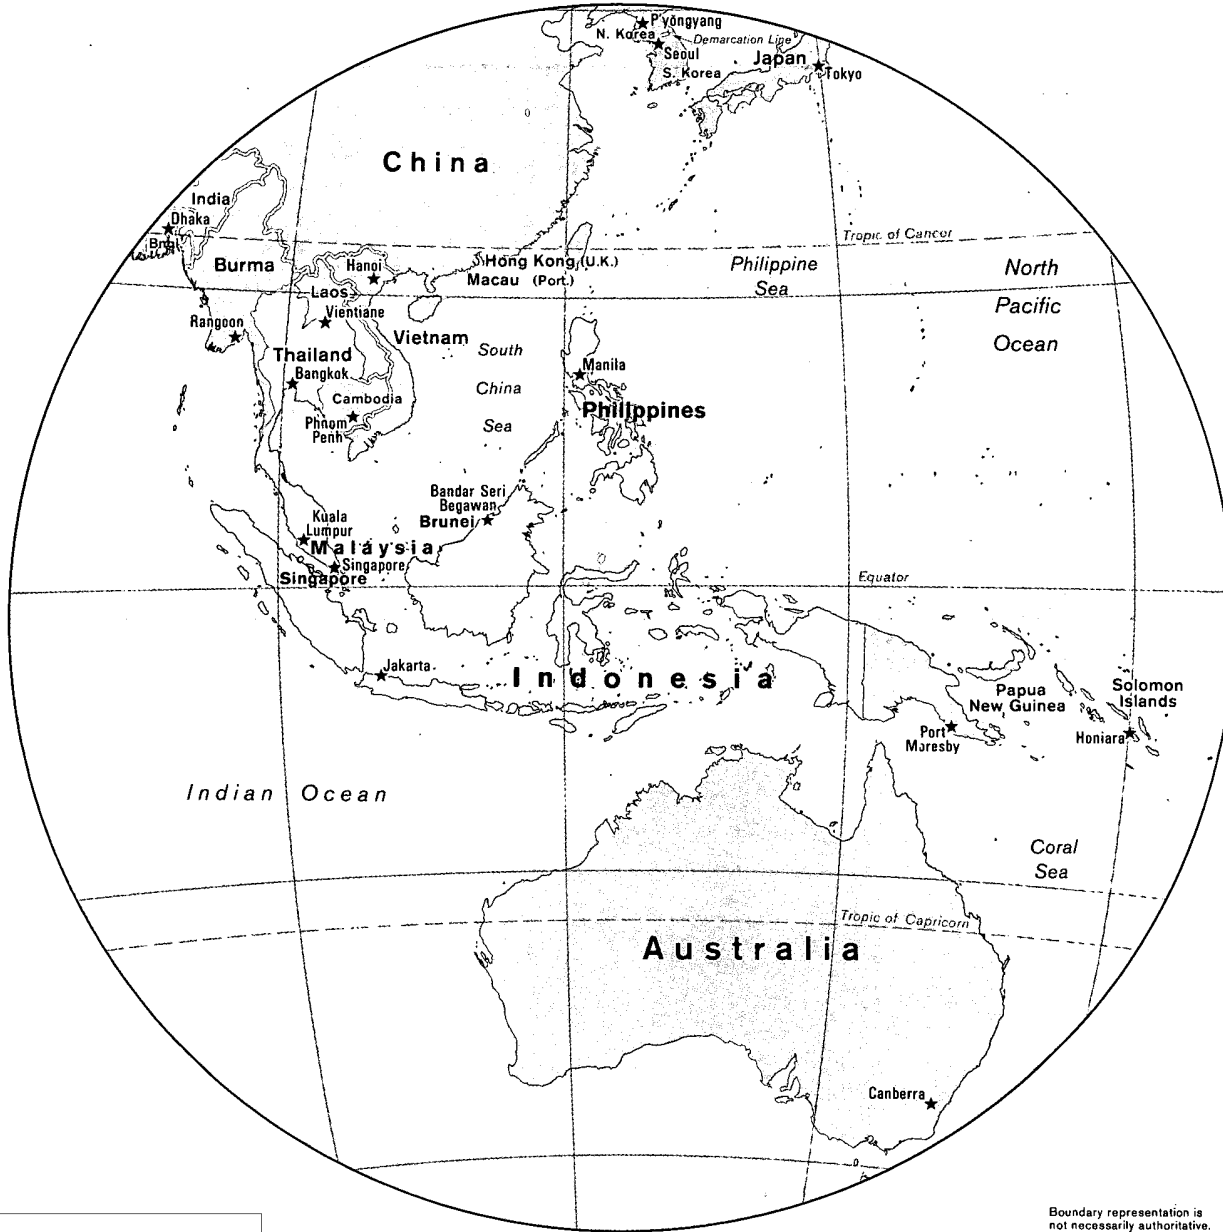 P'yŏngyang
N. Korea
Demarcation Line
Seoul
S. Korea
Japan
Tokyo
China
India
Dhaka
Bngl.
Burma
Hanoi
Laos
Vientiane
Rangoon
Thailand
Bangkok
Vietnam
Cambodia
Phnom
Penh
Hong Kong (U.K.)
Macau (Port.)
Tropic of Cancer
Philippine
Sea
North
Pacific
Ocean
South
China
Sea
Manila
Philippines
Bandar Seri
Begawan
Brunei
Kuala
Lumpur
Malaysia
Singapore
Singapore
Equator
Jakarta
Indonesia
Papua
New Guinea
Solomon
Islands
Port
Moresby
Honiara
Indian Ocean
Coral
Sea
Tropic of Capricorn
Australia
Canberra
Boundary representation is
not necessarily authoritative.